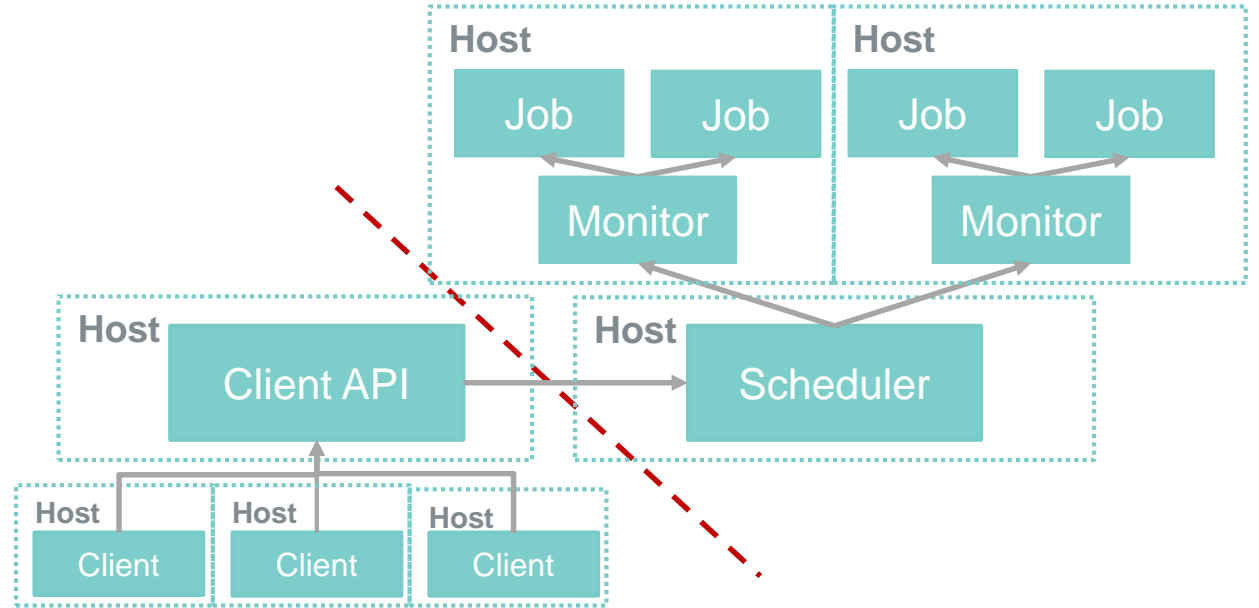 Host
Job
Job
Monitor
Host
Job
Job
Monitor
Host
Client API
Host
Scheduler
Host
Client
Host
Client
Host
Client